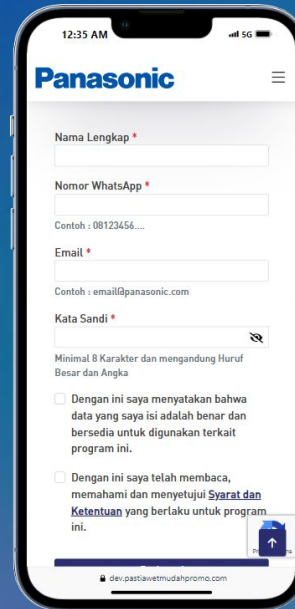 12:35 AM
5G
Panasonic
Nama Lengkap *
Nomor WhatsApp *
Contoh : 08123456....
Email *
Contoh : email@panasonic.com
Kata Sandi *
Minimal 8 Karakter dan mengandung Huruf
Besar dan Angka
Dengan ini saya menyatakan bahwa
data yang saya isi adalah benar dan
bersedia untuk digunakan terkait
program ini.
Dengan ini saya telah membaca,
memahami dan menyetujui Syarat dan
Ketentuan yang berlaku untuk program
ini.
dev.pastiawetmudahpromo.com